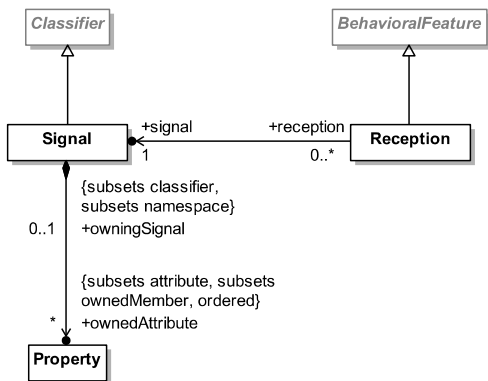 Classifier
BehavioralFeature
Signal
+signal
1
+reception
0..*
Reception
{subsets classifier,
subsets namespace}
0..1
+owningSignal
{subsets attribute, subsets
ownedMember, ordered}
*
+ownedAttribute
Property